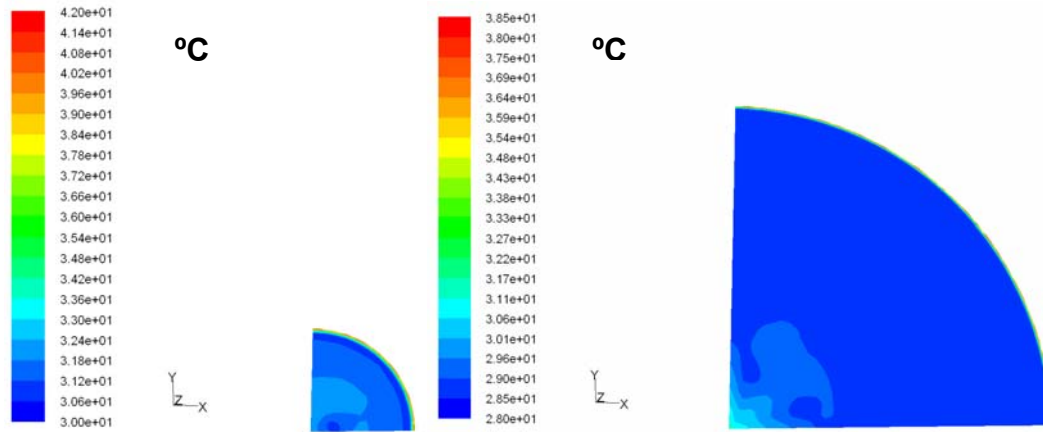 4.20e+01
4.14e+01
4.08e+01
4.02e+01
3.96e+01
3.90e+01
3.84e+01
3.78e+01
3.72e+01
3.66e+01
3.60e+01
3.54e+01
3.48e+01
3.42e+01
3.36e+01
3.30e+01
3.24e+01
3.18e+01
3.12e+01
3.06e+01
3.00e+01
ºC
Y
Z
X
3.85e+01
3.80e+01
3.75e+01
3.69e+01
3.64e+01
3.59e+01
3.54e+01
3.48e+01
3.43e+01
3.38e+01
3.33e+01
3.27e+01
3.22e+01
3.17e+01
3.11e+01
3.06e+01
3.01e+01
2.96e+01
2.90e+01
2.85e+01
2.80e+01
ºC
Y
Z
X